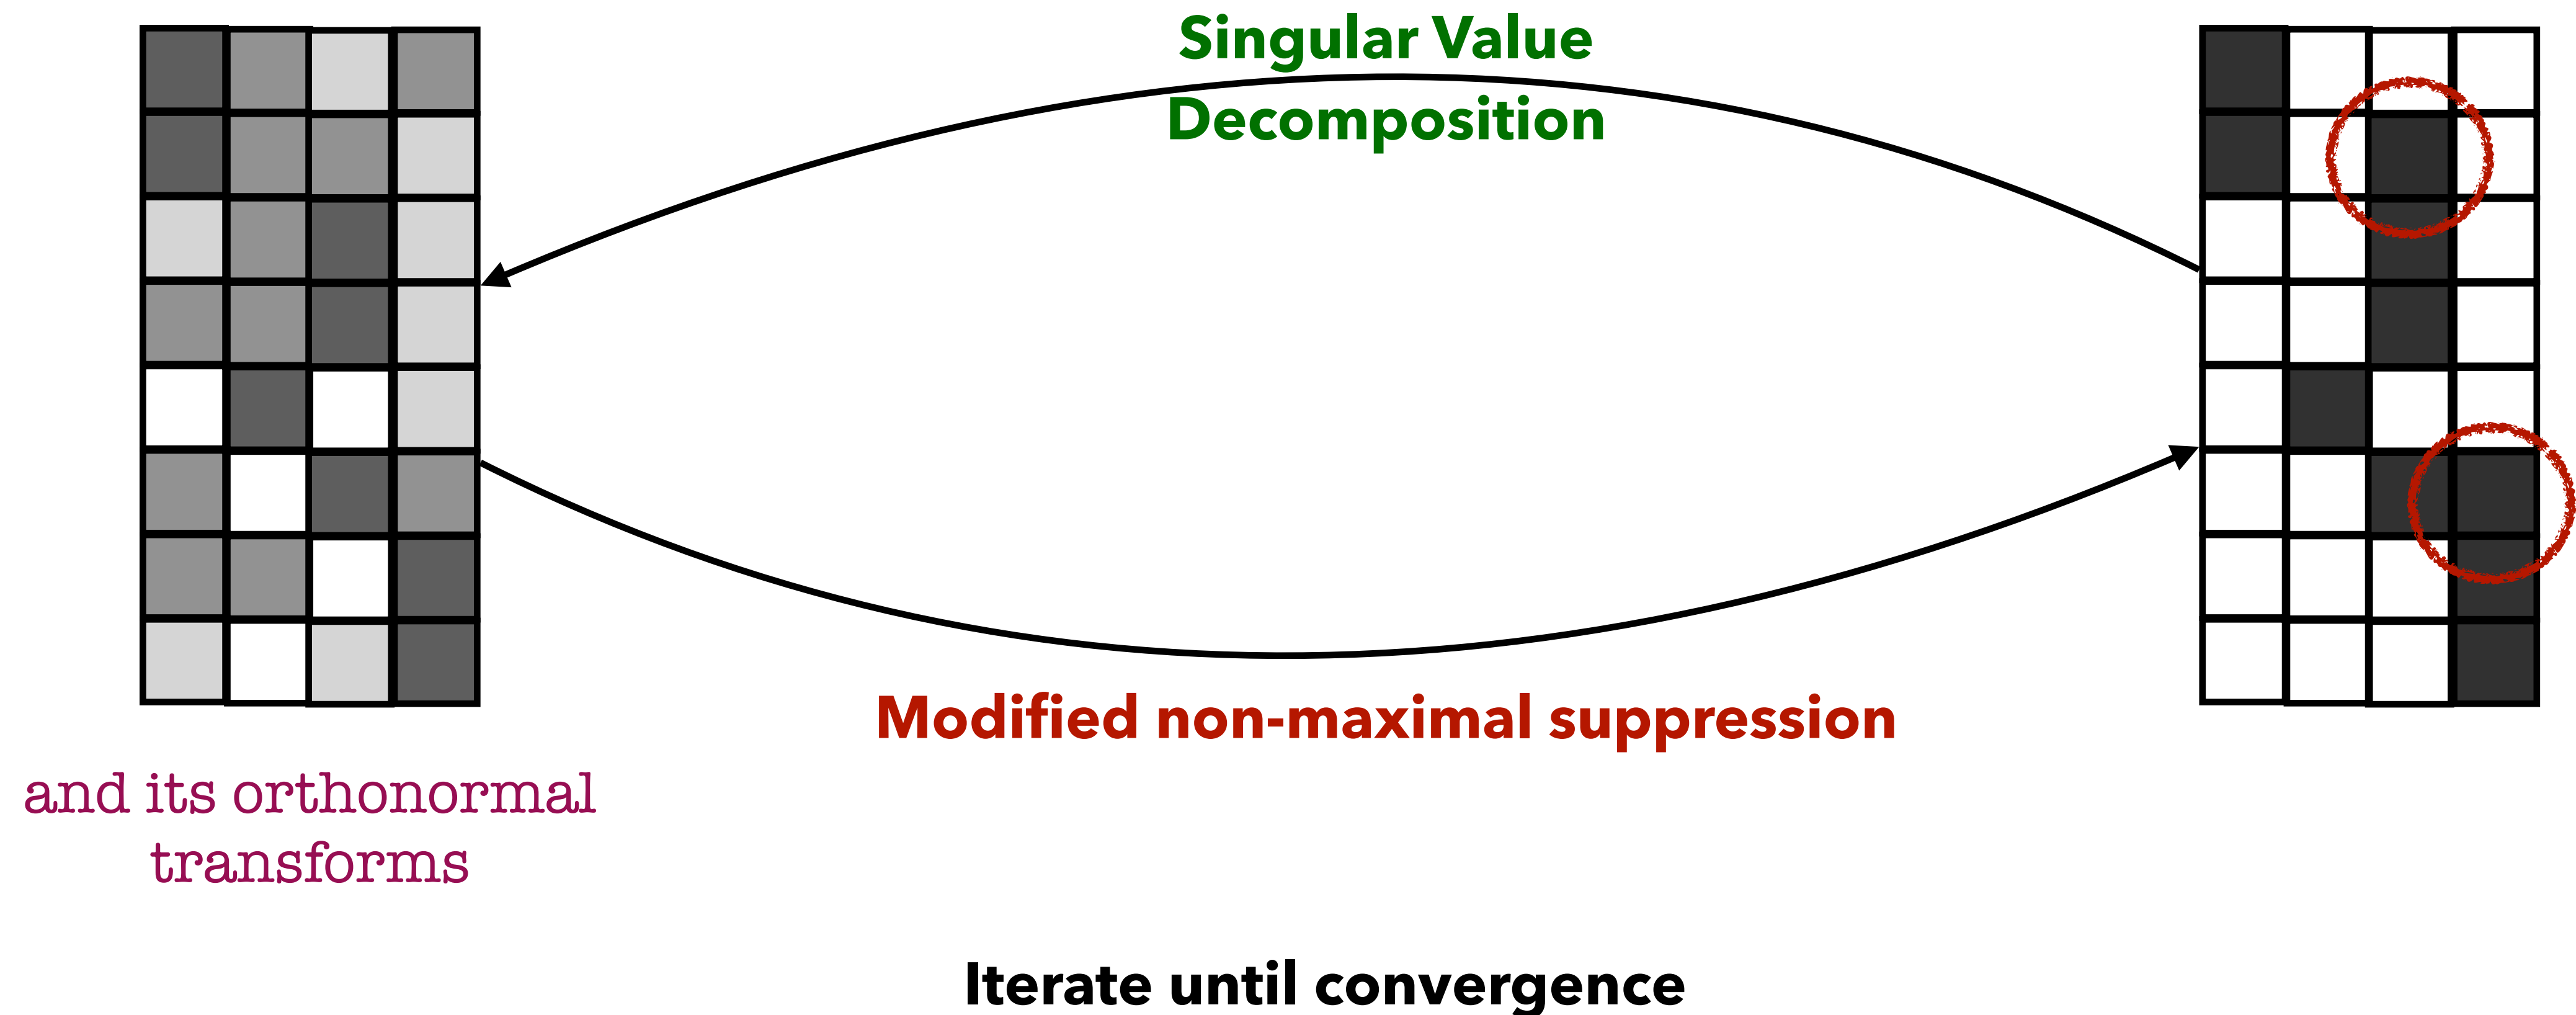 Singular Value
Decomposition
Modified non-maximal suppression
and its orthonormal
transforms
Iterate until convergence